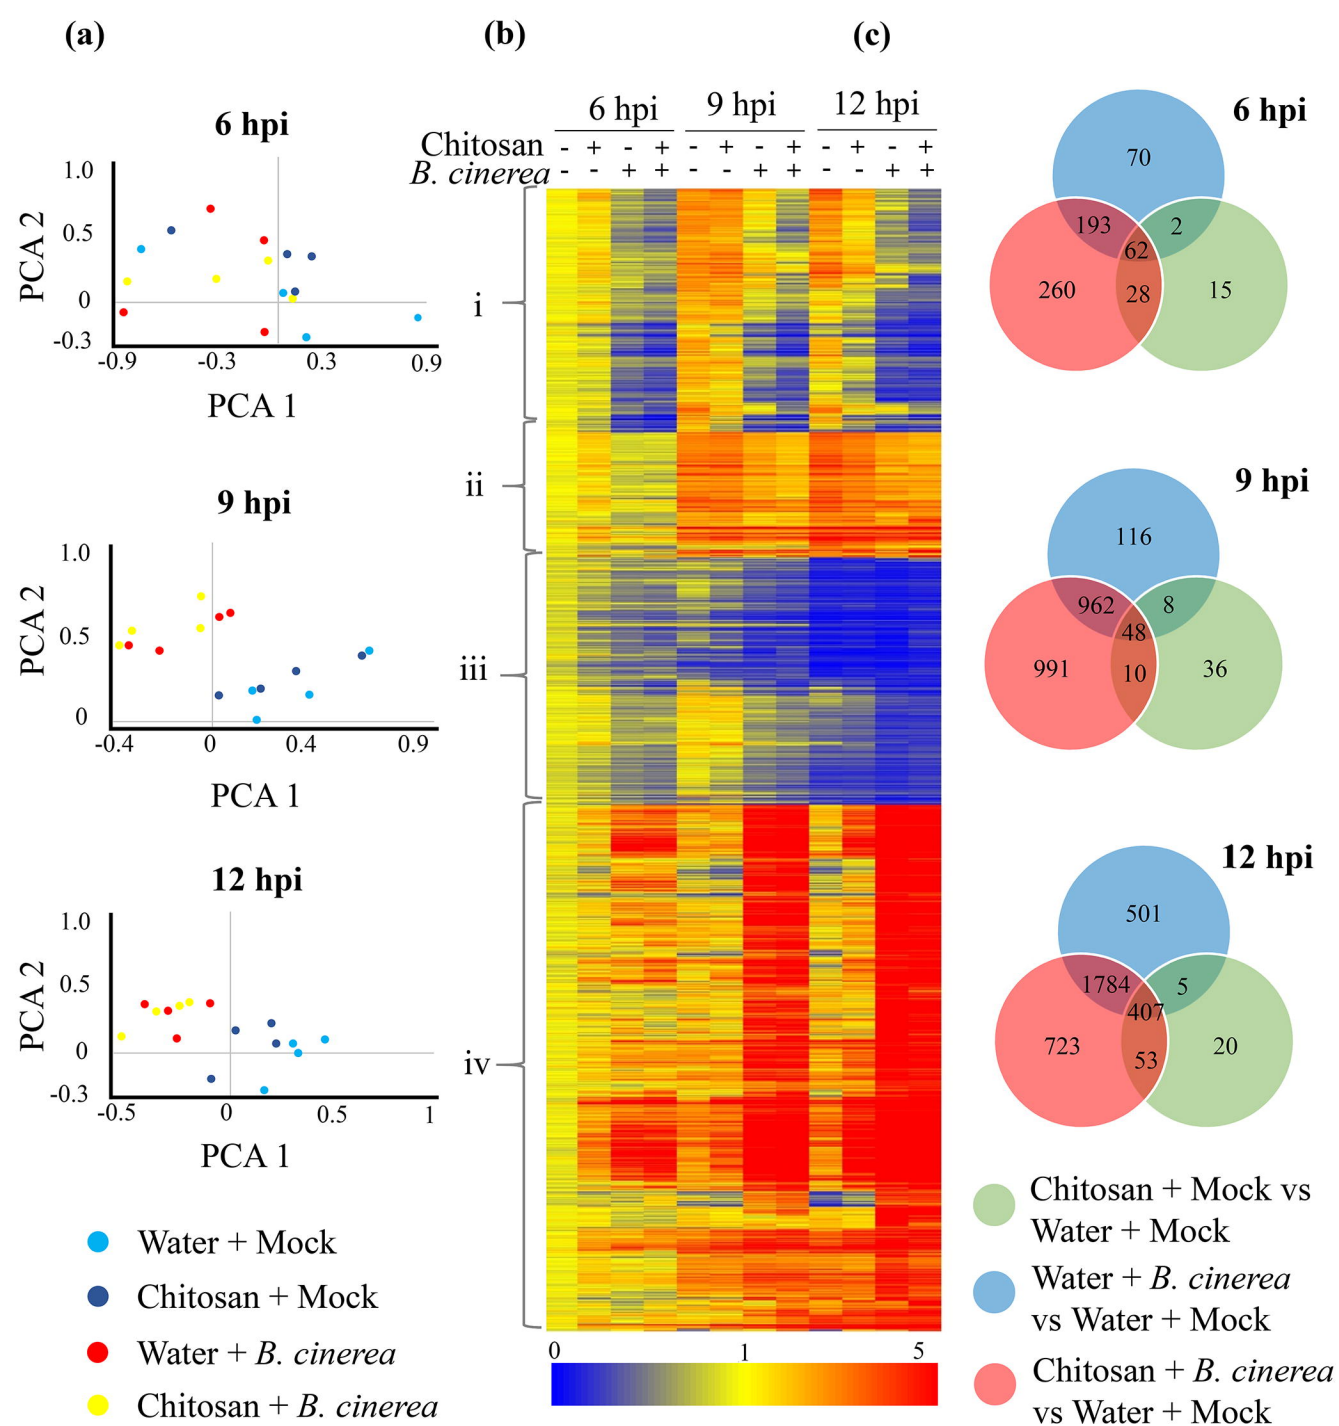 (a)
6 hpi
1.0
0.5
0
-0.3
-0.9
-0.3
0.3
0.9
PCA 2
PCA 1
9 hpi
1.0
0.5
0
-0.4
0
0.4
0.9
PCA 2
PCA 1
12 hpi
1.0
0.5
0
-0.3
-0.5
0
0.5
1
PCA 2
PCA 1
Water + Mock
Chitosan + Mock
Water + B. cinerea
Chitosan + B. cinerea
(b)
6 hpi 9 hpi 12 hpi
Chitosan - + - + - + - + - + - +
B. cinerea - - + + - - + + - - + +
i
ii
iii
iv
0 1 5
(c)
6 hpi
70
193
2
62
260
28
15
9 hpi
116
962
8
48
991
10
36
12 hpi
501
1784
5
407
723
53
20
Chitosan + Mock vs
Water + Mock
Water + B. cinerea
vs Water + Mock
Chitosan + B. cinerea
vs Water + Mock